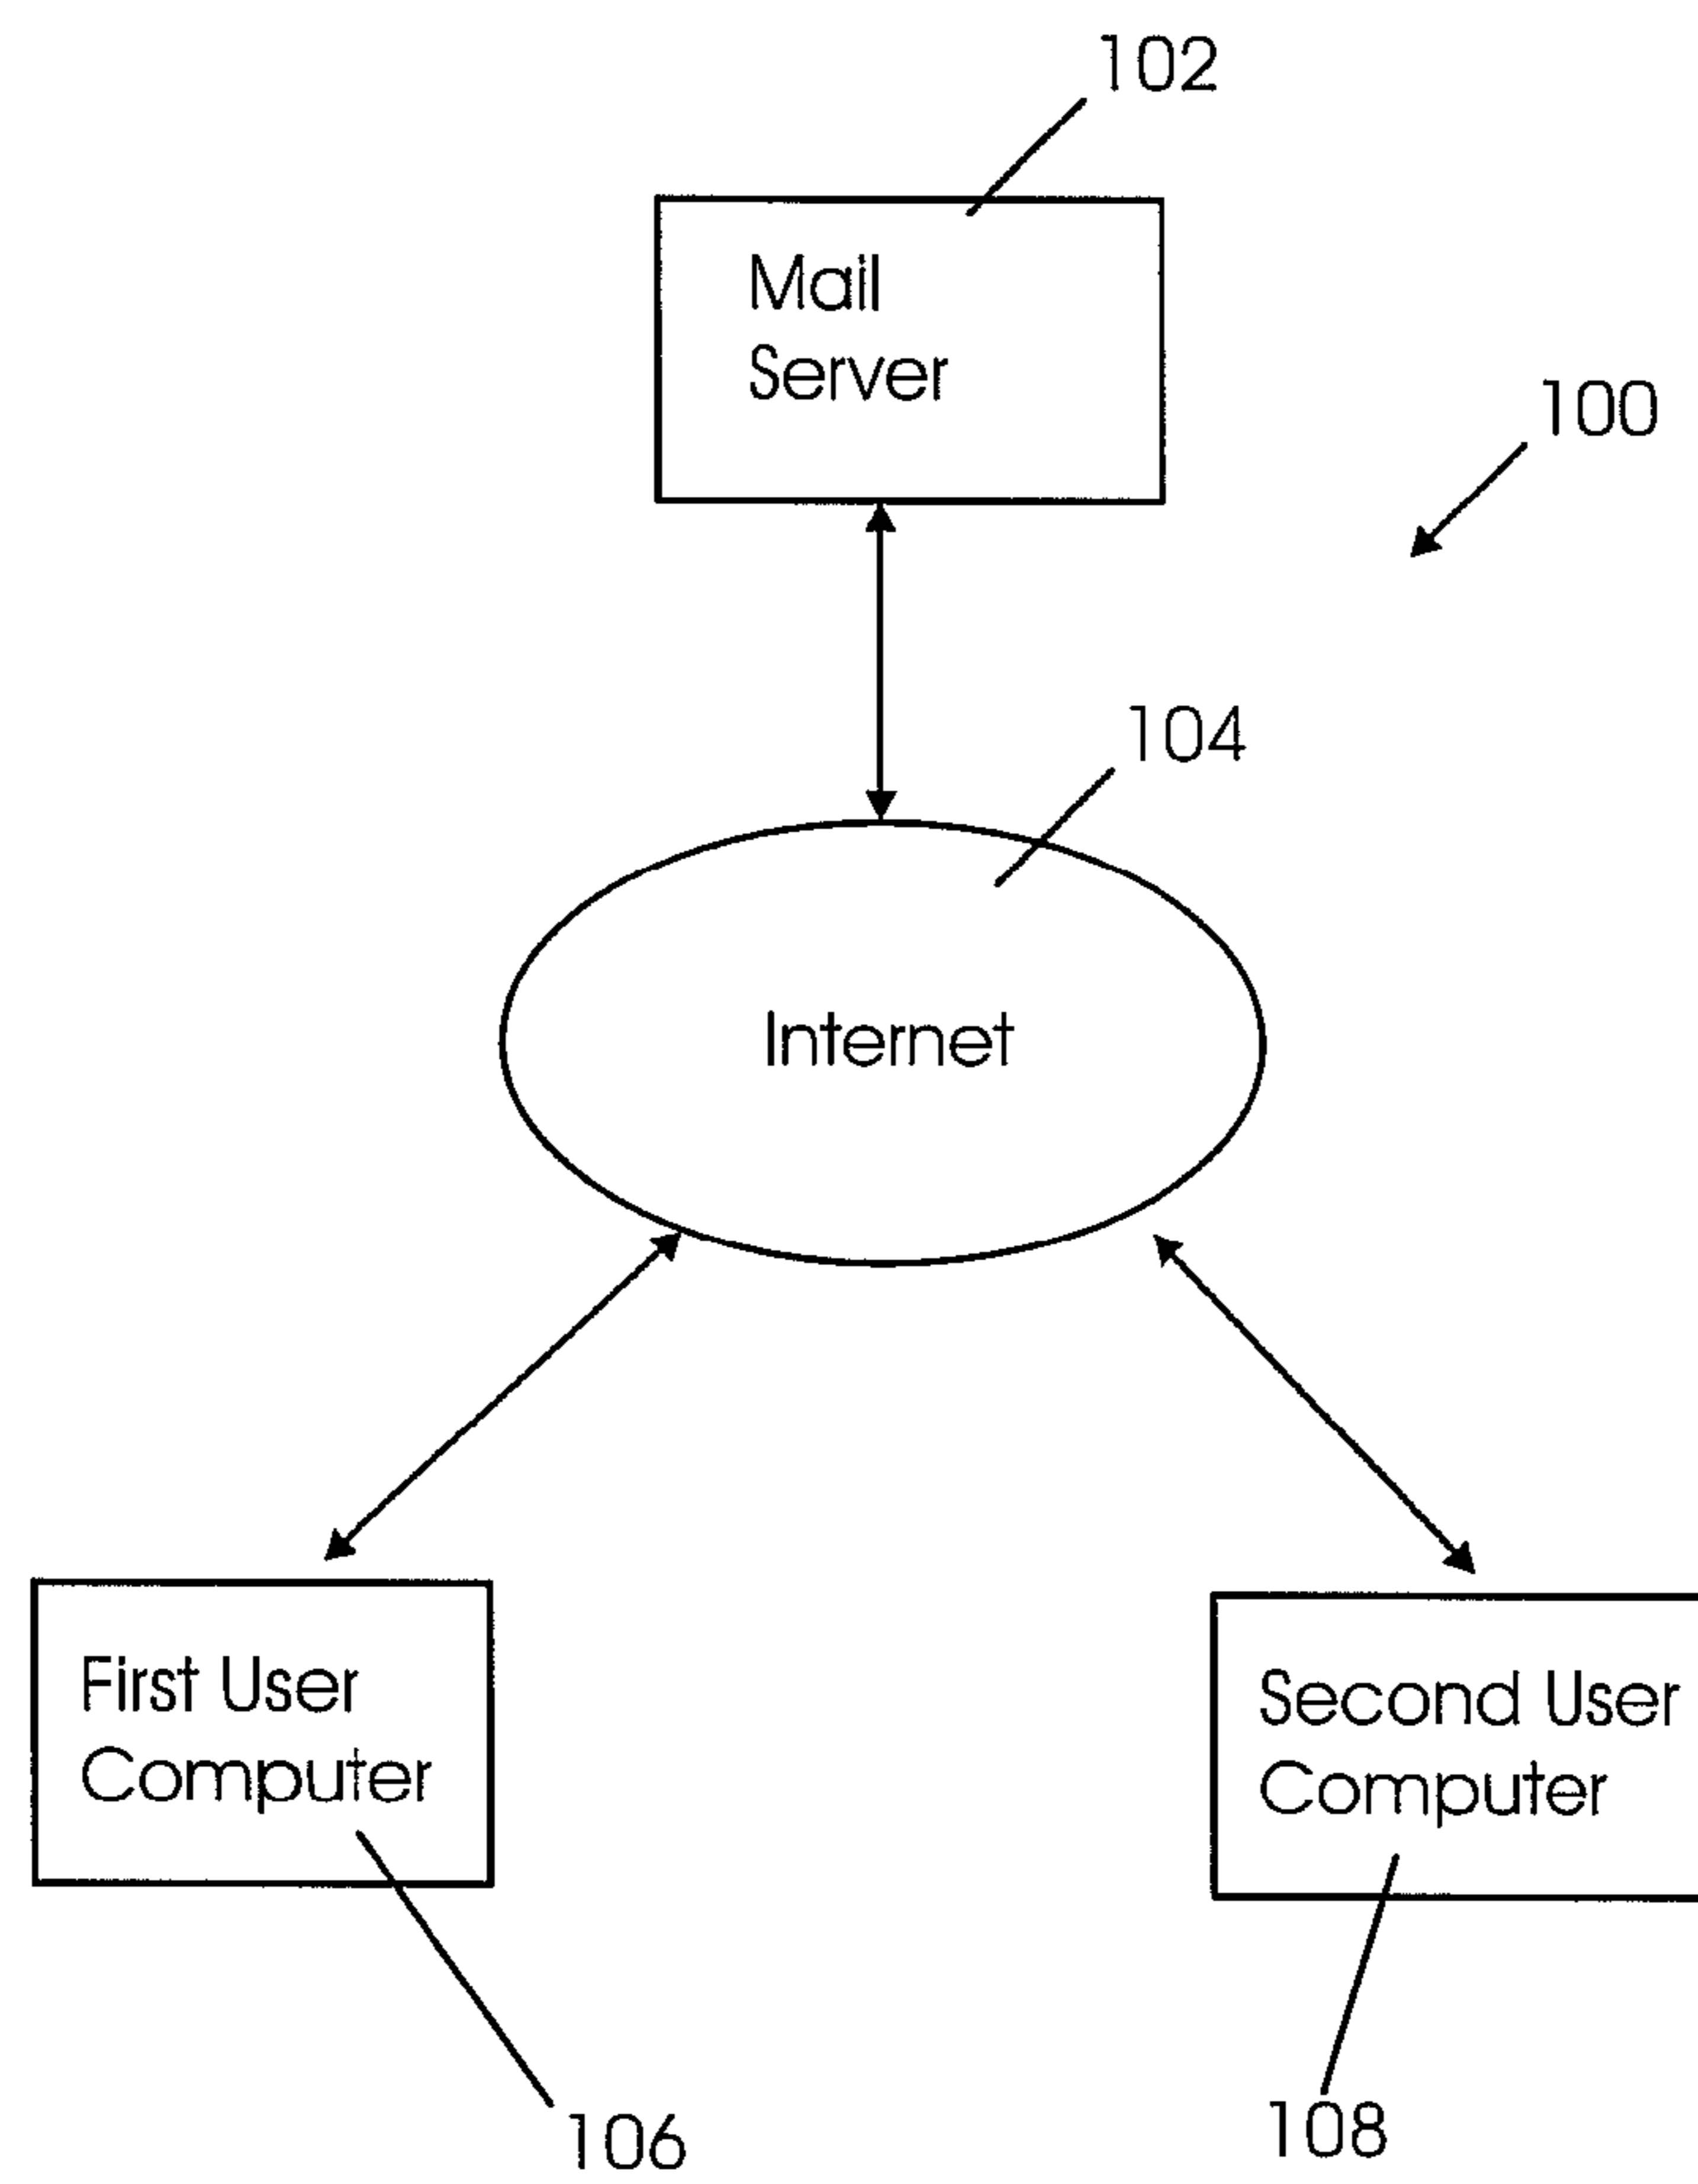 102
Mail
Server
100
104
Internet
First User
Computer
Second User
Computer
106
108